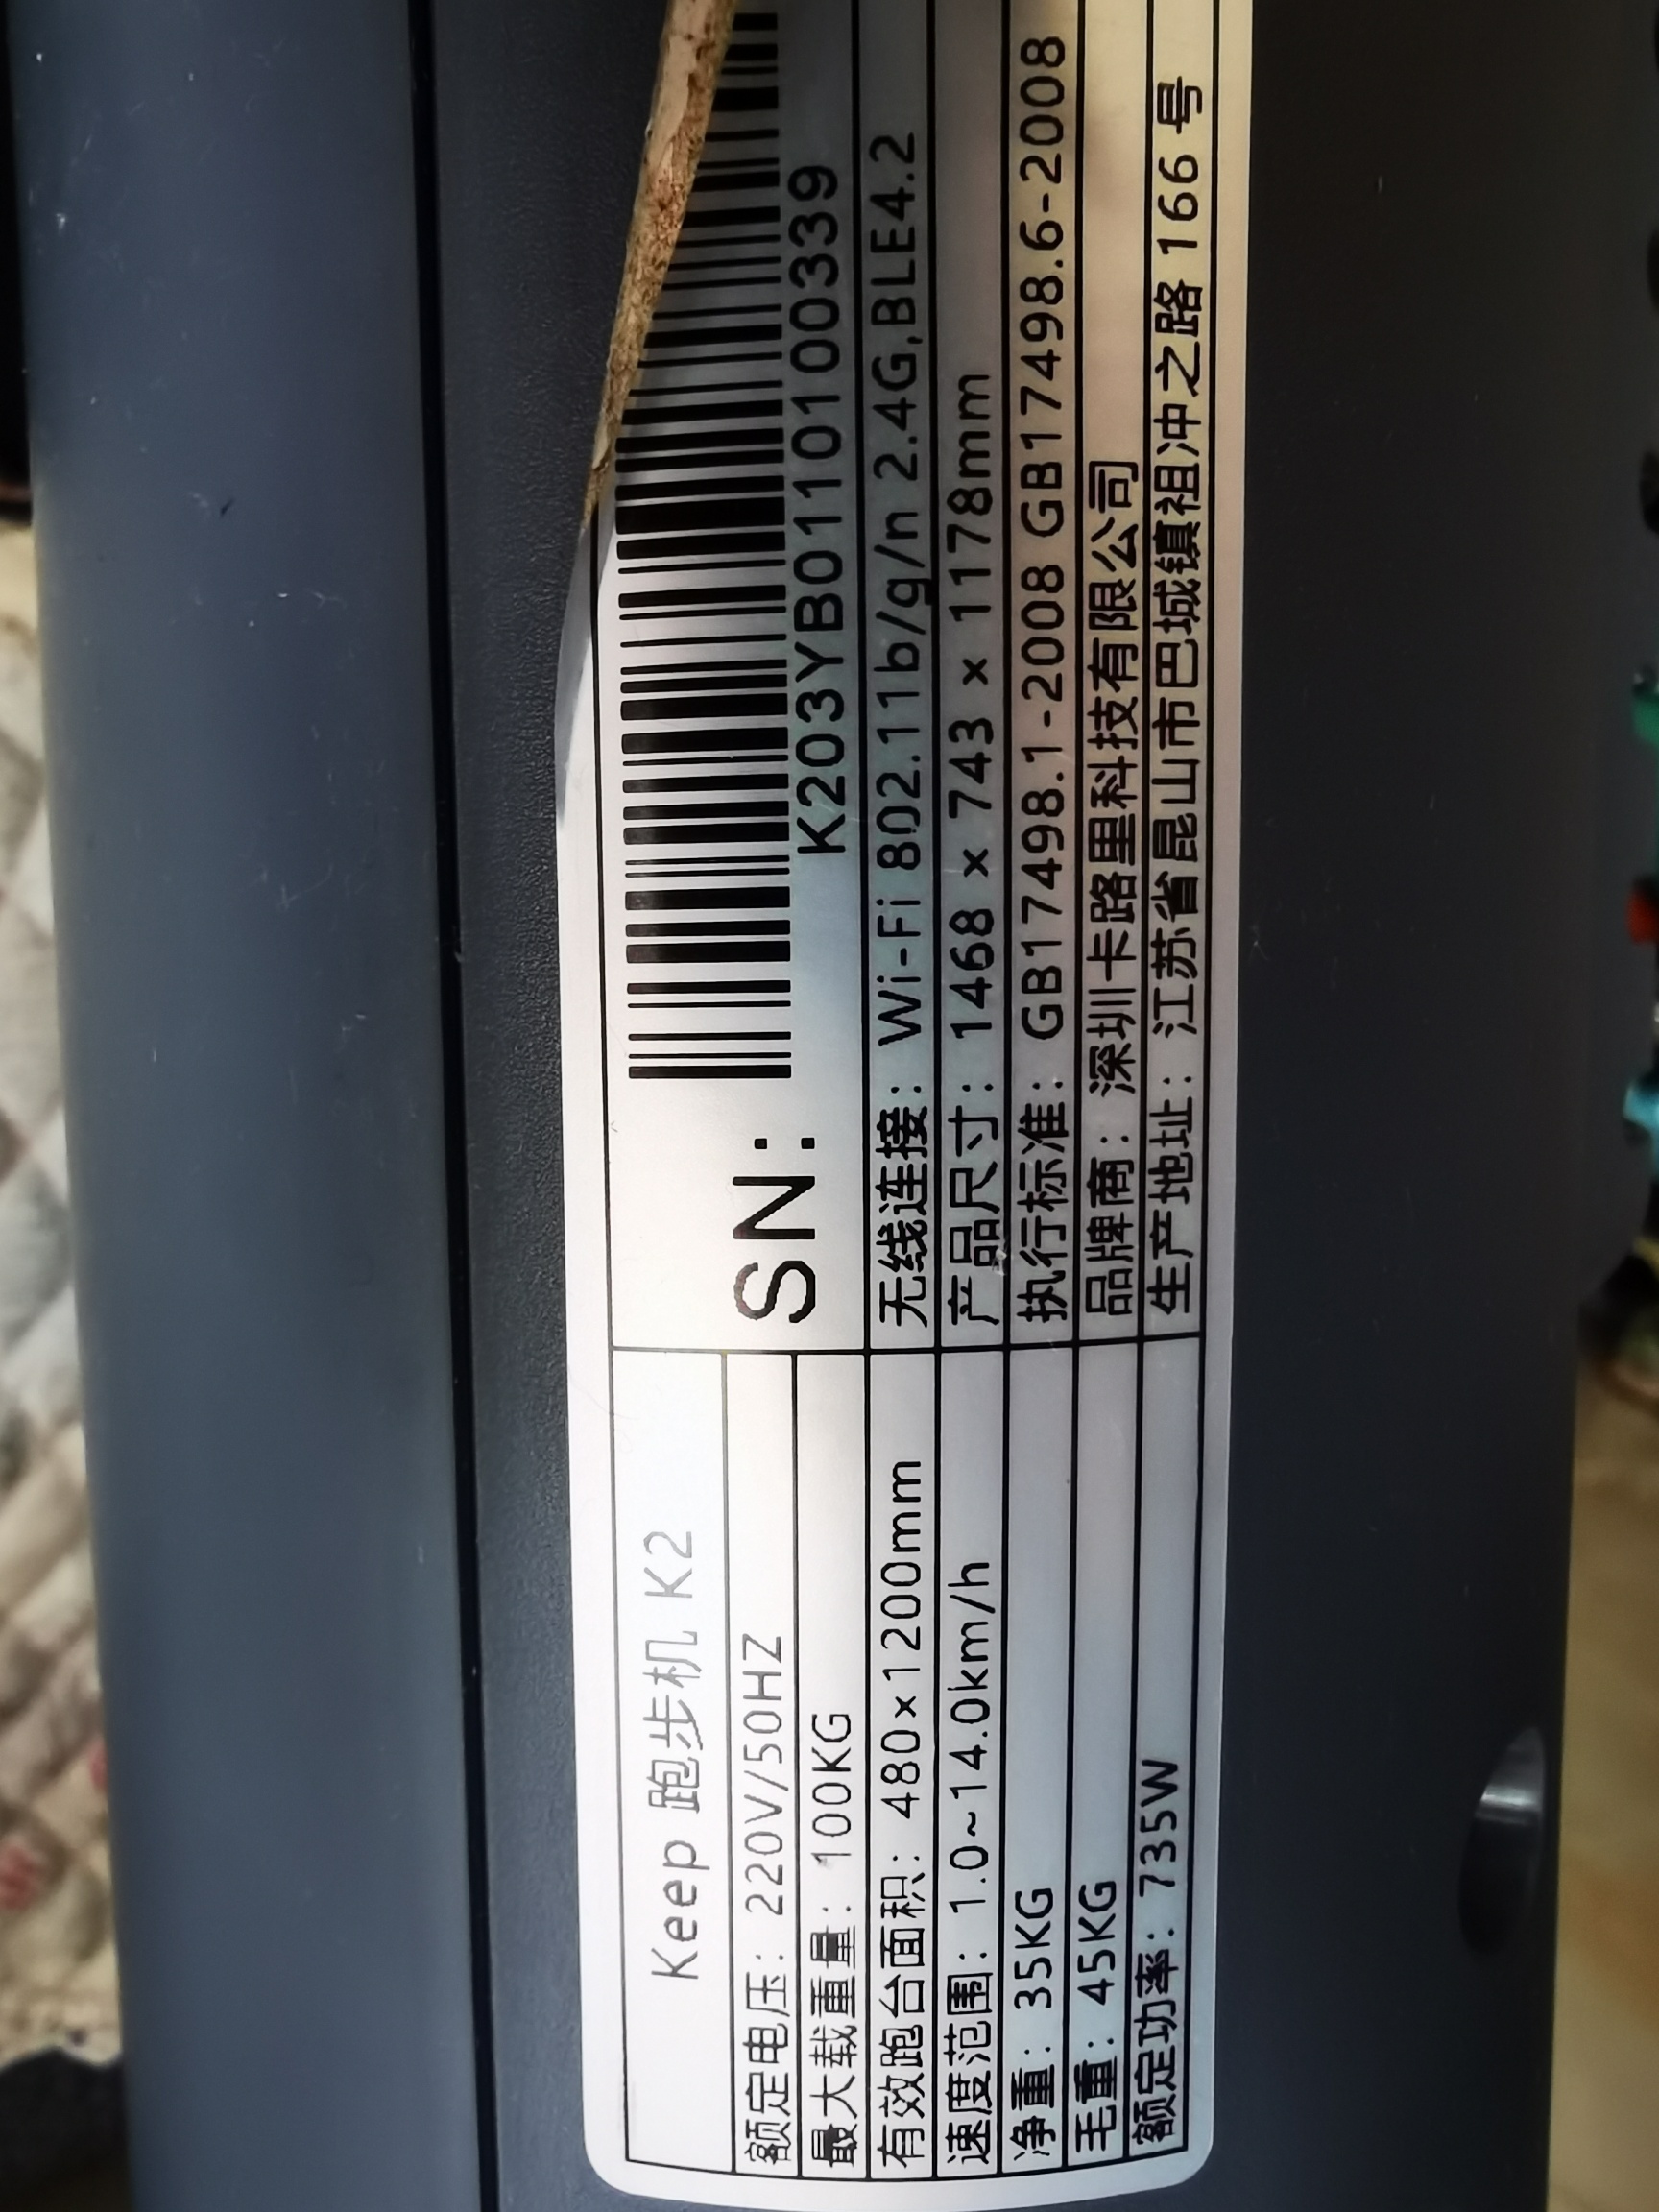 Keep 跑步机 K2
额定电压：220V/50HZ
最大载重量：100KG
有效跑台面积：480×1200mm
速度范围：1.0~14.0km/h
净重：35KG
毛重：45KG
额定功率：735W
SN:
K203YB01101000339
无线连接：Wi-Fi 802.11b/g/n 2.4G,BLE4.2
产品尺寸：1468 × 743 × 1178mm
执行标准：GB17498.1-2008 GB17498.6-2008
品牌商：深圳卡路里科技有限公司
生产地址：江苏省昆山市巴城镇祖冲之路 166 号